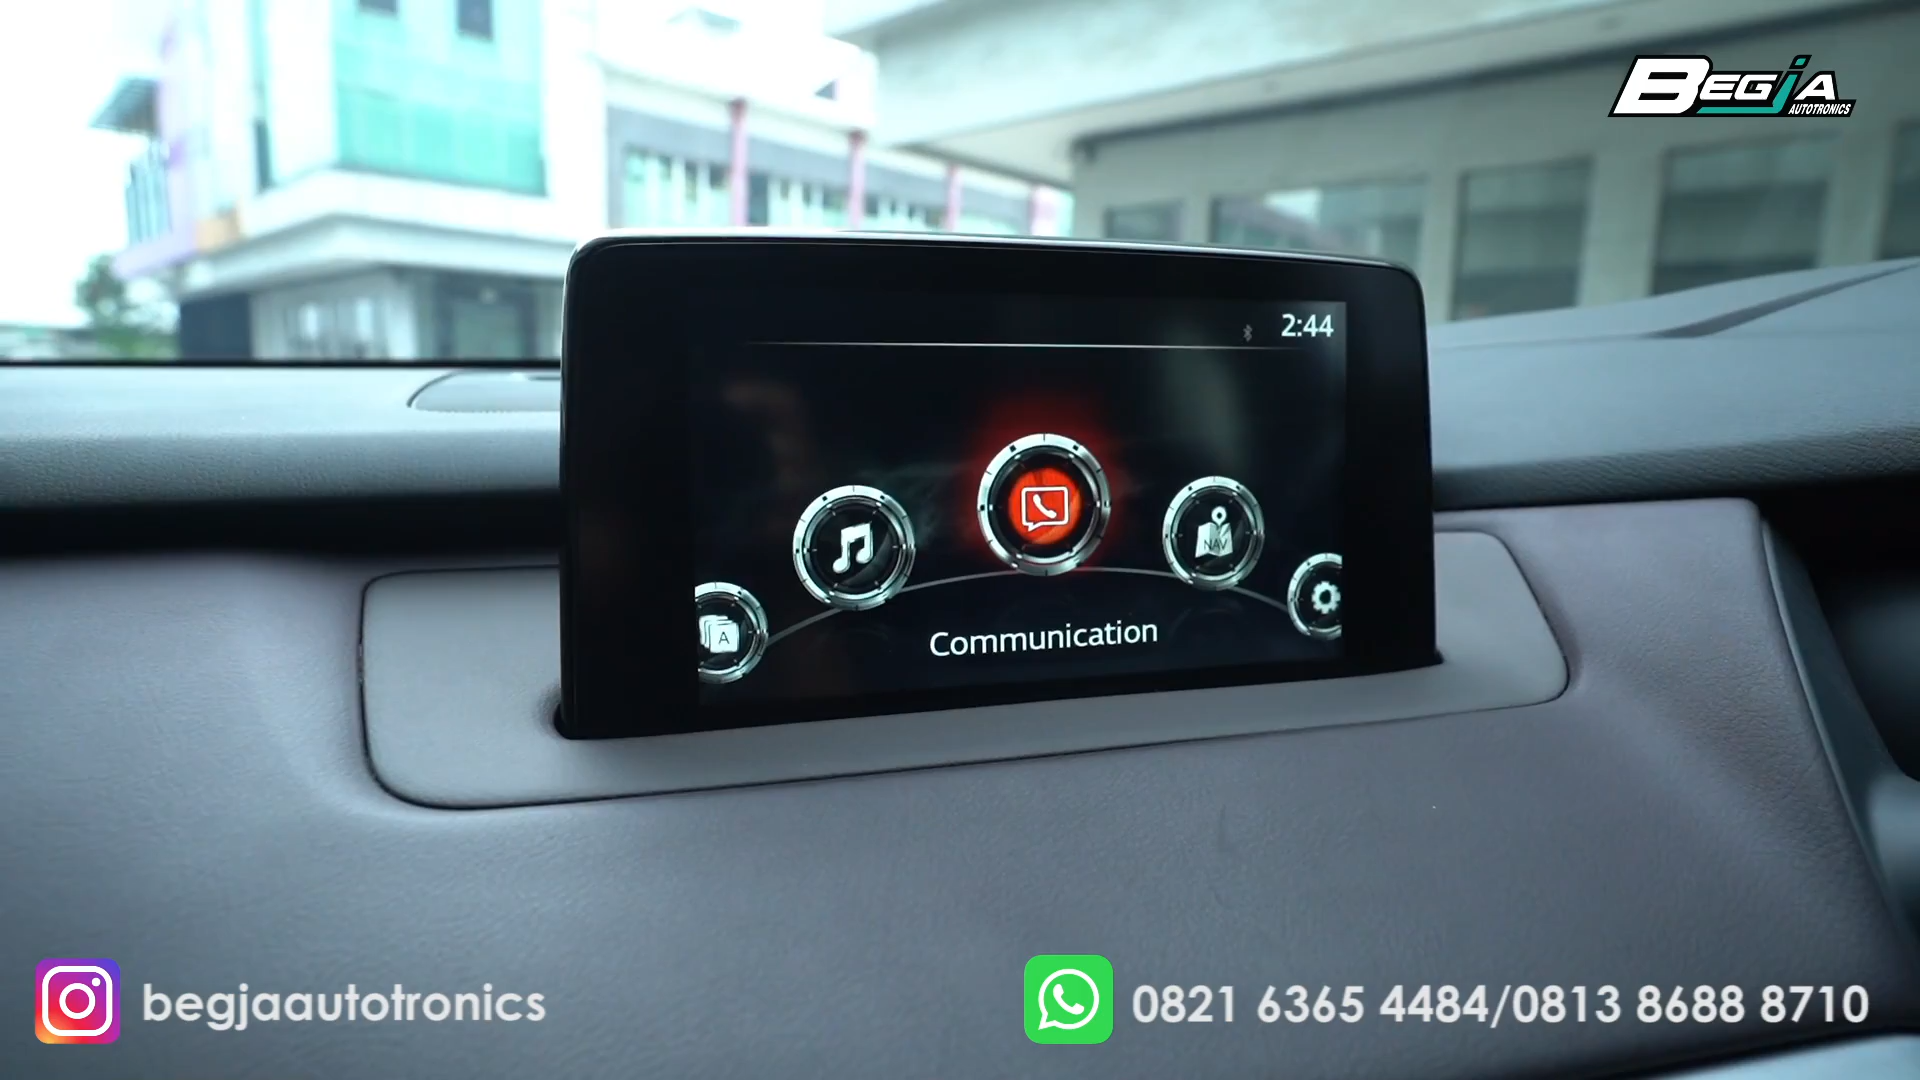 BEGJA
AUTOTRONICS
2:44
NAV
A
Communication
begjaautotronics
0821 6365 4484/0813 8688 8710